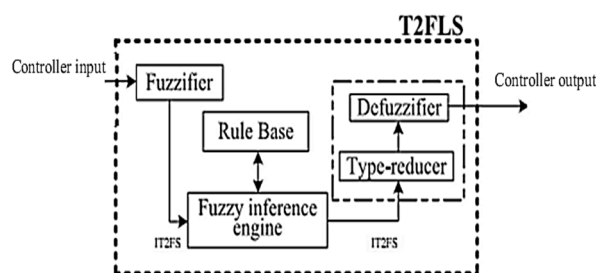 T2FLS
Controller input
Fuzzifier
Controller output
Defuzzifier
Rule Base
Type-reducer
Fuzzy inference
engine
IT2FS
IT2FS